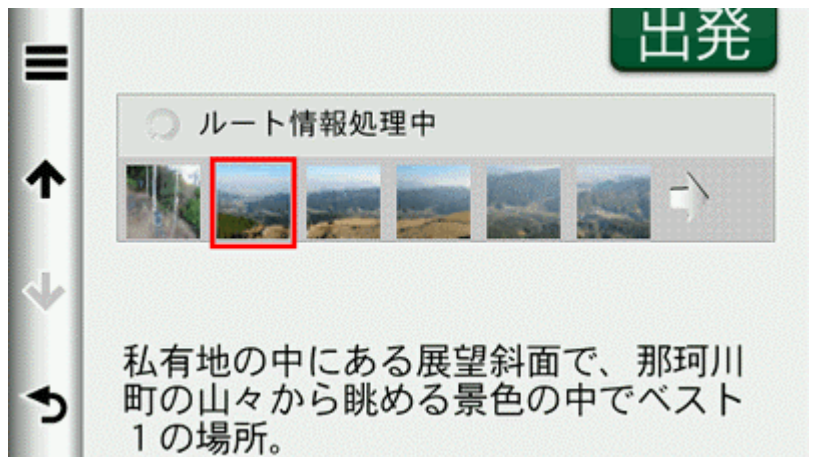 出発
ルート情報処理中
私有地の中にある展望斜面で、那珂川
町の山々から眺める景色の中でベスト
１の場所。